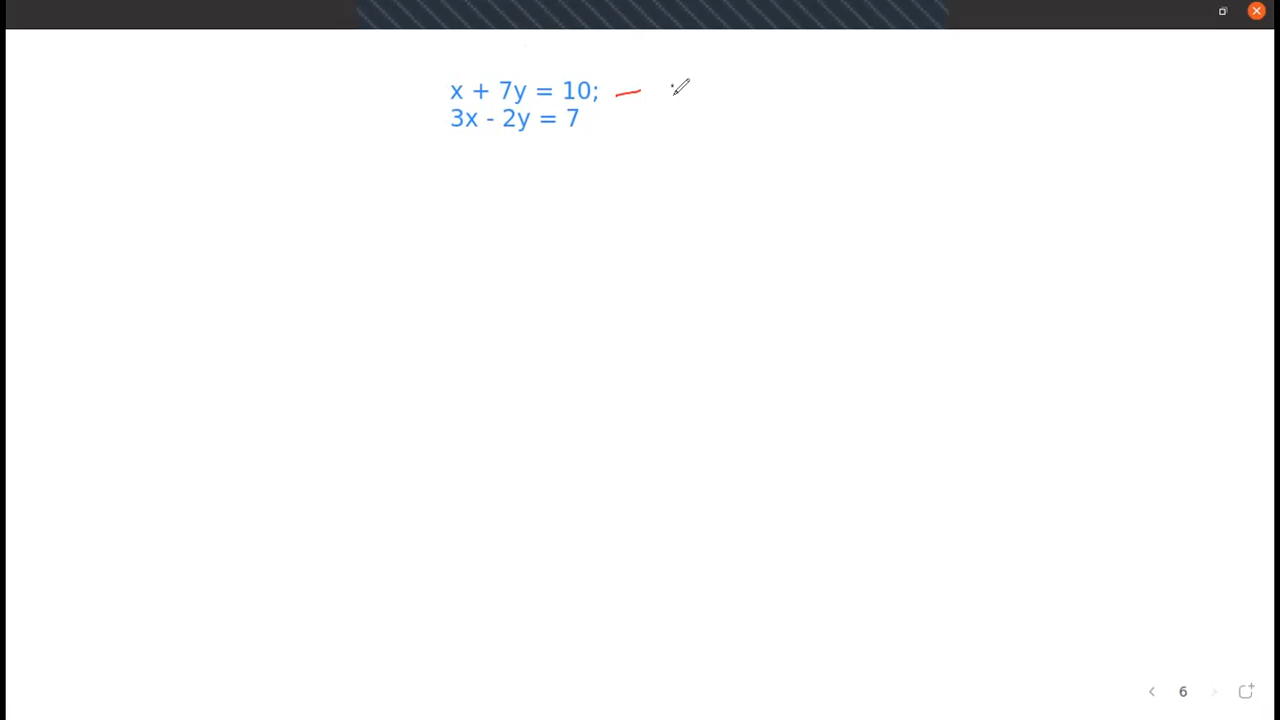 x + 7y = 10; —
3x - 2y = 7
6